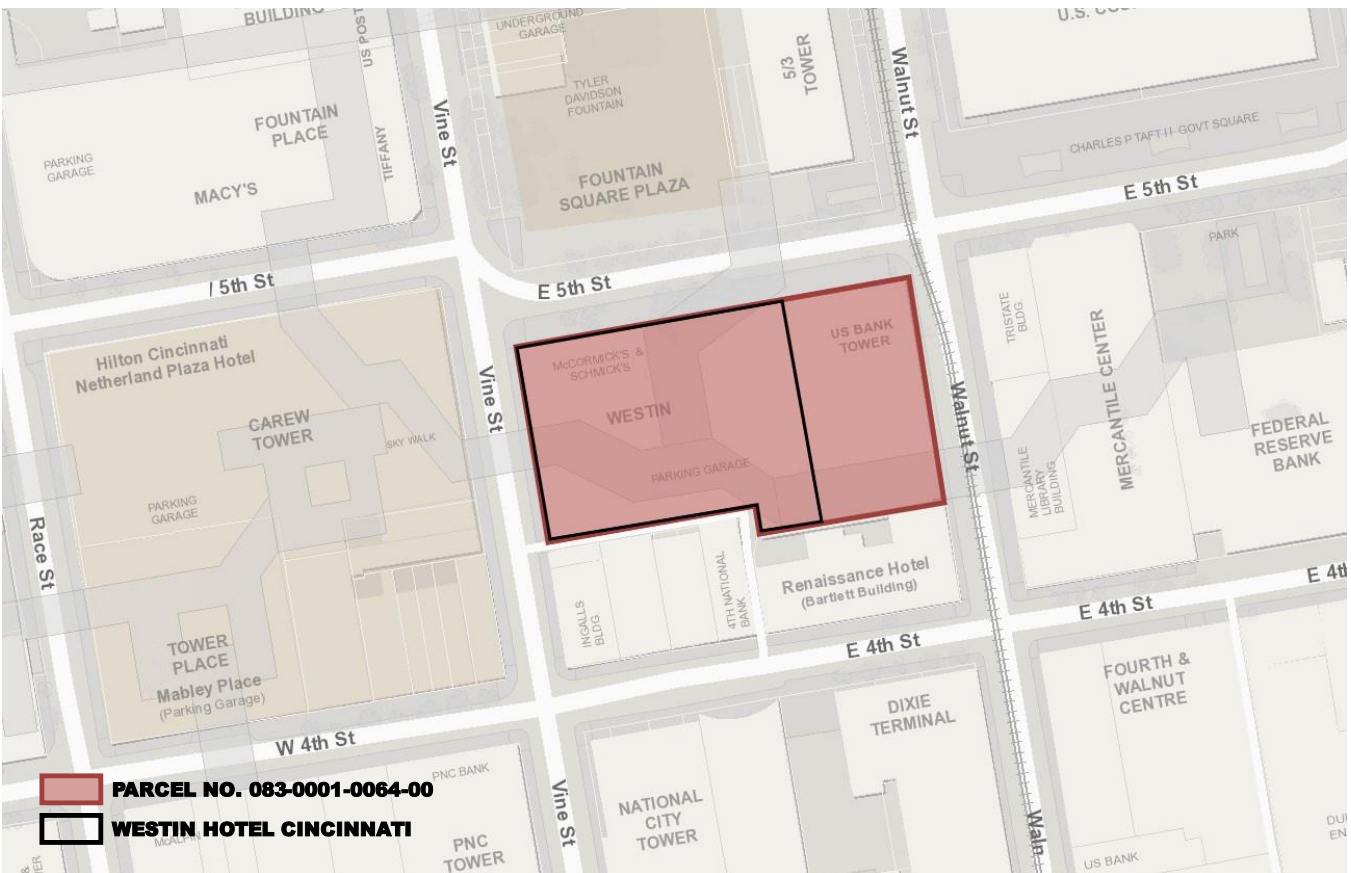 BUILDING
US POST
UNDERGROUND
GARAGE
TYLER
DAVIDSON
FOUNTAIN
5/3
TOWER
Walnut St
FOUNTAIN
PLACE
Vine St
TIFFANY
PARKING
GARAGE
MACY'S
FOUNTAIN
SQUARE PLAZA
CHARLES P TAFT II GOVT SQUARE
E 5th St
PARK
5th St
E 5th St
Hilton Cincinnati
Netherland Plaza Hotel
McCORMICK'S &
SCHMICK'S
US BANK
TOWER
TRISTATE
BLDG.
MERCANTILE CENTER
Vine St
WESTIN
Walnut St
CAREW
TOWER
SKY WALK
PARKING GARAGE
FEDERAL
RESERVE
BANK
MERCANTILE
LIBRARY
BUILDING
PARKING
GARAGE
Race St
INGALLS
BLDG
4TH NATIONAL
BANK
Renaissance Hotel
(Bartlett Building)
E 4th
E 4th St
E 4th St
TOWER
PLACE
Mabley Place
(Parking Garage)
FOURTH &
WALNUT
CENTRE
DIXIE
TERMINAL
W 4th St
PNC BANK
PARCEL NO. 083-0001-0064-00
WESTIN HOTEL CINCINNATI
Vine St
NATIONAL
CITY
TOWER
Waln
McALPIN
PNC
TOWER
US BANK